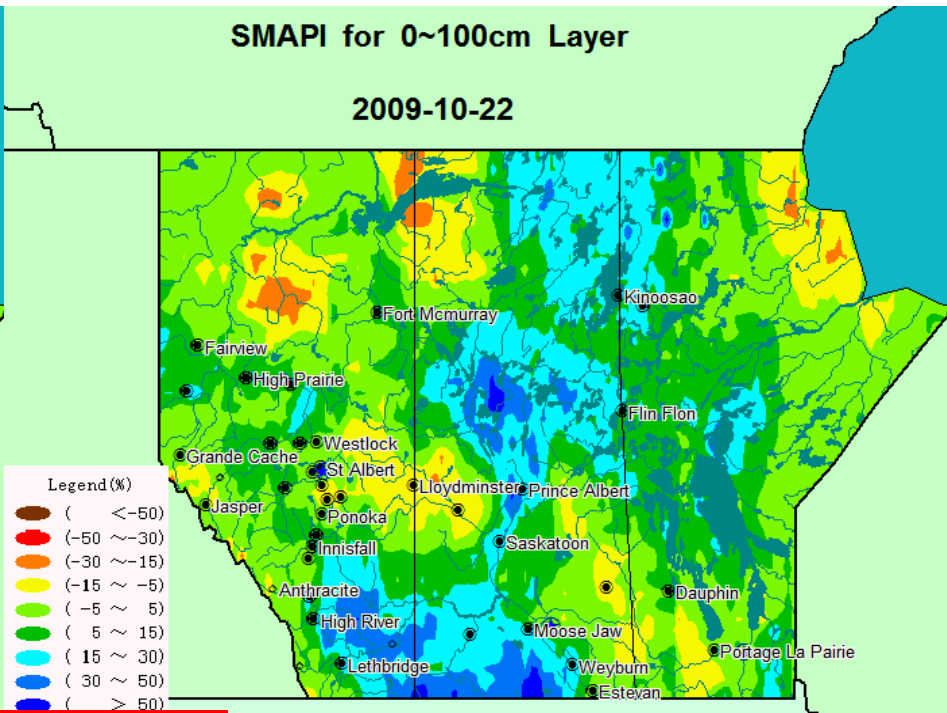 SMAPI for 0~100cm Layer
2009-10-22
Kinoosao
Fort Mcmurray
Fairview
High Prairie
Flin Flon
Westlock
Grande Cache
St Albert
Lloydminster
Prince Albert
Jasper
Ponoka
Saskatoon
Innisfall
Anthracite
Dauphin
High River
Moose Jaw
Portage La Pairie
Lethbridge
Weyburn
Estevan
Legend(%)
( <-50)
(-50 ～-30)
(-30 ～-15)
(-15 ～ -5)
( -5 ～ 5)
( 5 ～ 15)
( 15 ～ 30)
( 30 ～ 50)
( > 50)